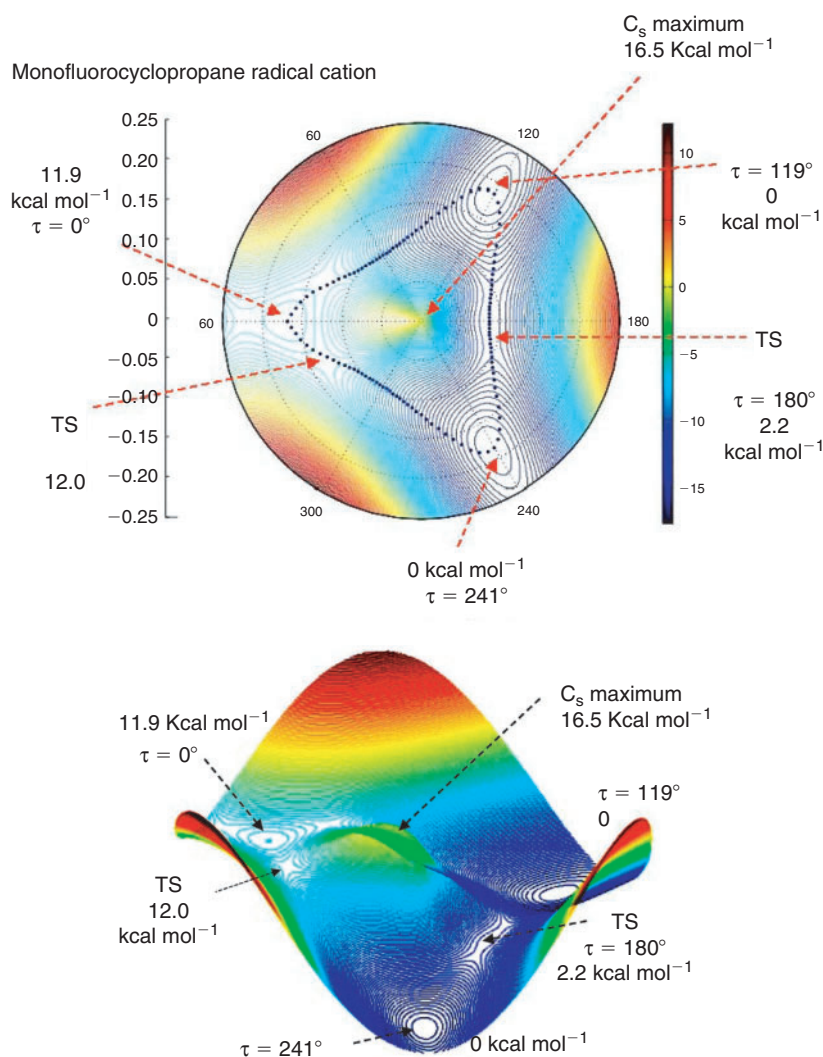 C_s maximum
16.5 Kcal mol⁻¹
Monofluorocyclopropane radical cation
0.25
0.20
0.15
0.10
0.05
0
−0.05
−0.10
−0.15
−0.20
−0.25
11.9
kcal mol⁻¹
τ = 0°
TS
12.0
60
120
60
180
300
240
10
5
0
−5
−10
−15
τ = 119°
0
kcal mol⁻¹
TS
τ = 180°
2.2
kcal mol⁻¹
0 kcal mol⁻¹
τ = 241°
11.9 Kcal mol⁻¹
τ = 0°
C_s maximum
16.5 Kcal mol⁻¹
τ = 119°
0
TS
12.0
kcal mol⁻¹
TS
τ = 180°
2.2 kcal mol⁻¹
τ = 241°
0 kcal mol⁻¹